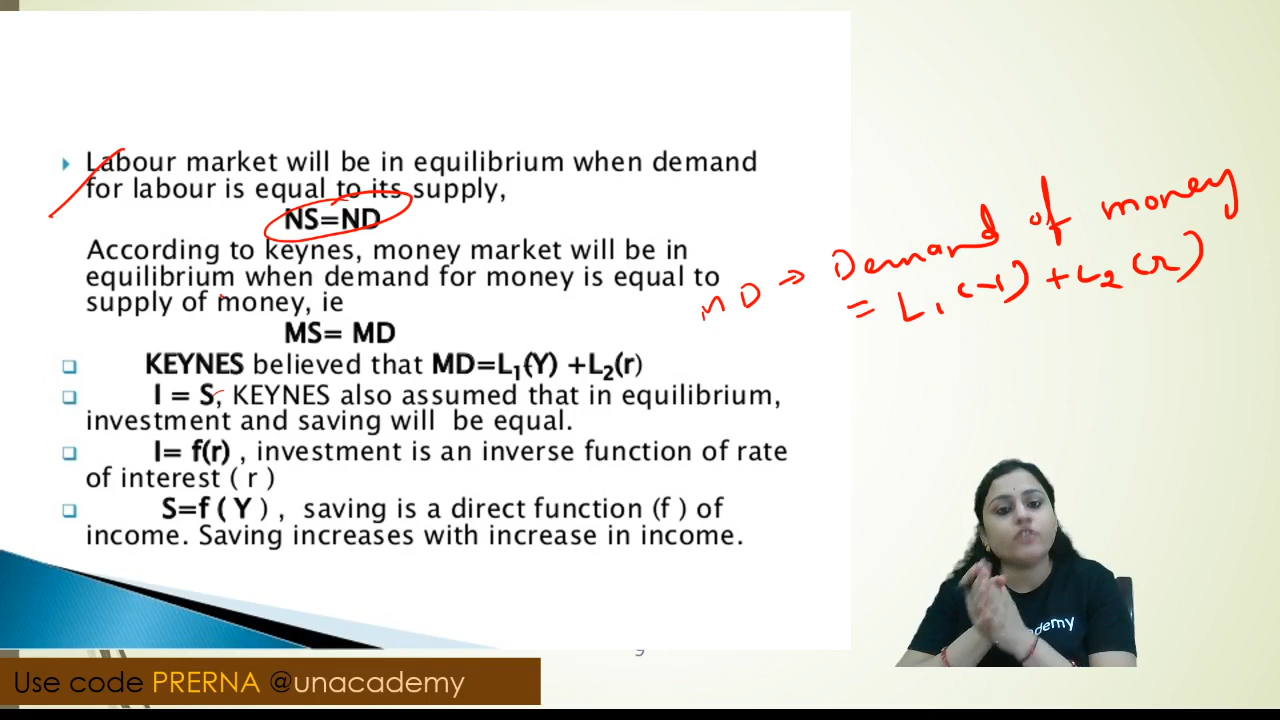 Labour market will be in equilibrium when demand
for labour is equal to its supply,
NS=ND
According to keynes, money market will be in
equilibrium when demand for money is equal to
supply of money, ie
MS= MD
KEYNES believed that MD=L₁(Y) +L₂(r)
I = S, KEYNES also assumed that in equilibrium,
investment and saving will be equal.
I= f(r) , investment is an inverse function of rate
of interest ( r )
S=f ( Y ) , saving is a direct function (f ) of
income. Saving increases with increase in income.
MD → Demand of money
= L₁ (Y) + L₂ (r)
demy
9
Use code PRERNA @unacademy